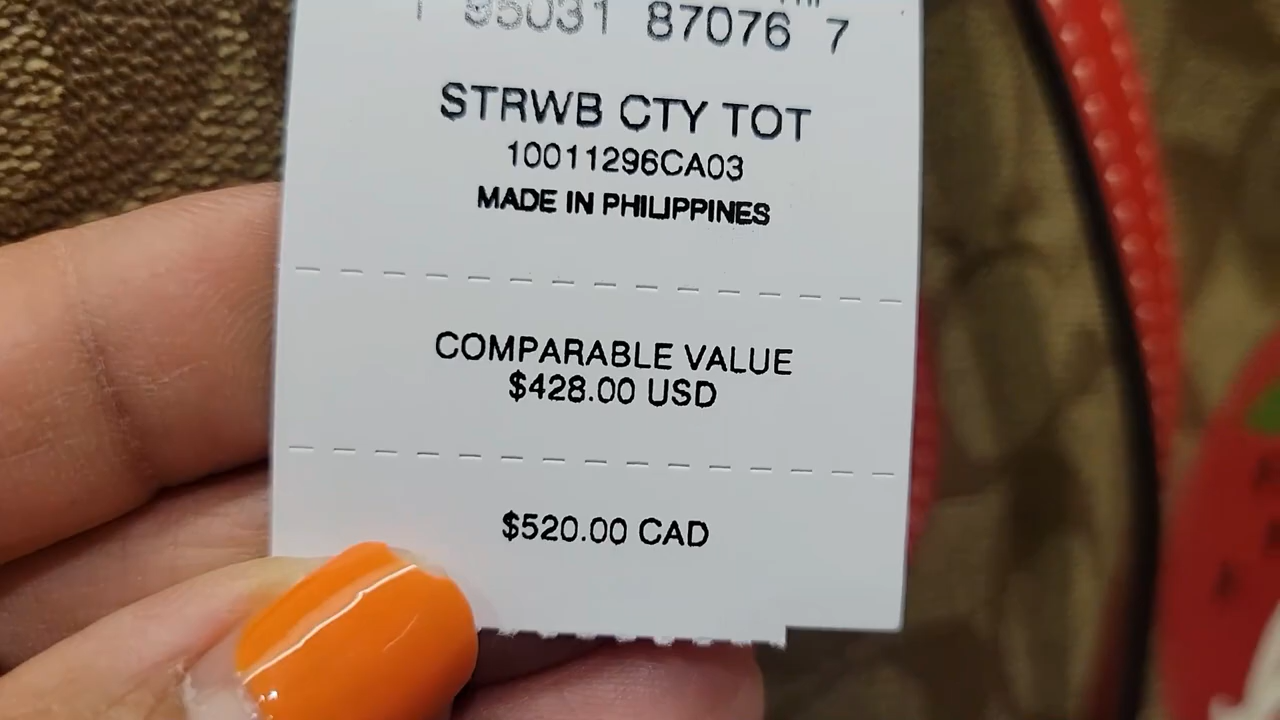 95031 87076 7
STRWB CTY TOT
10011296CA03
MADE IN PHILIPPINES
COMPARABLE VALUE
$428.00 USD
$520.00 CAD